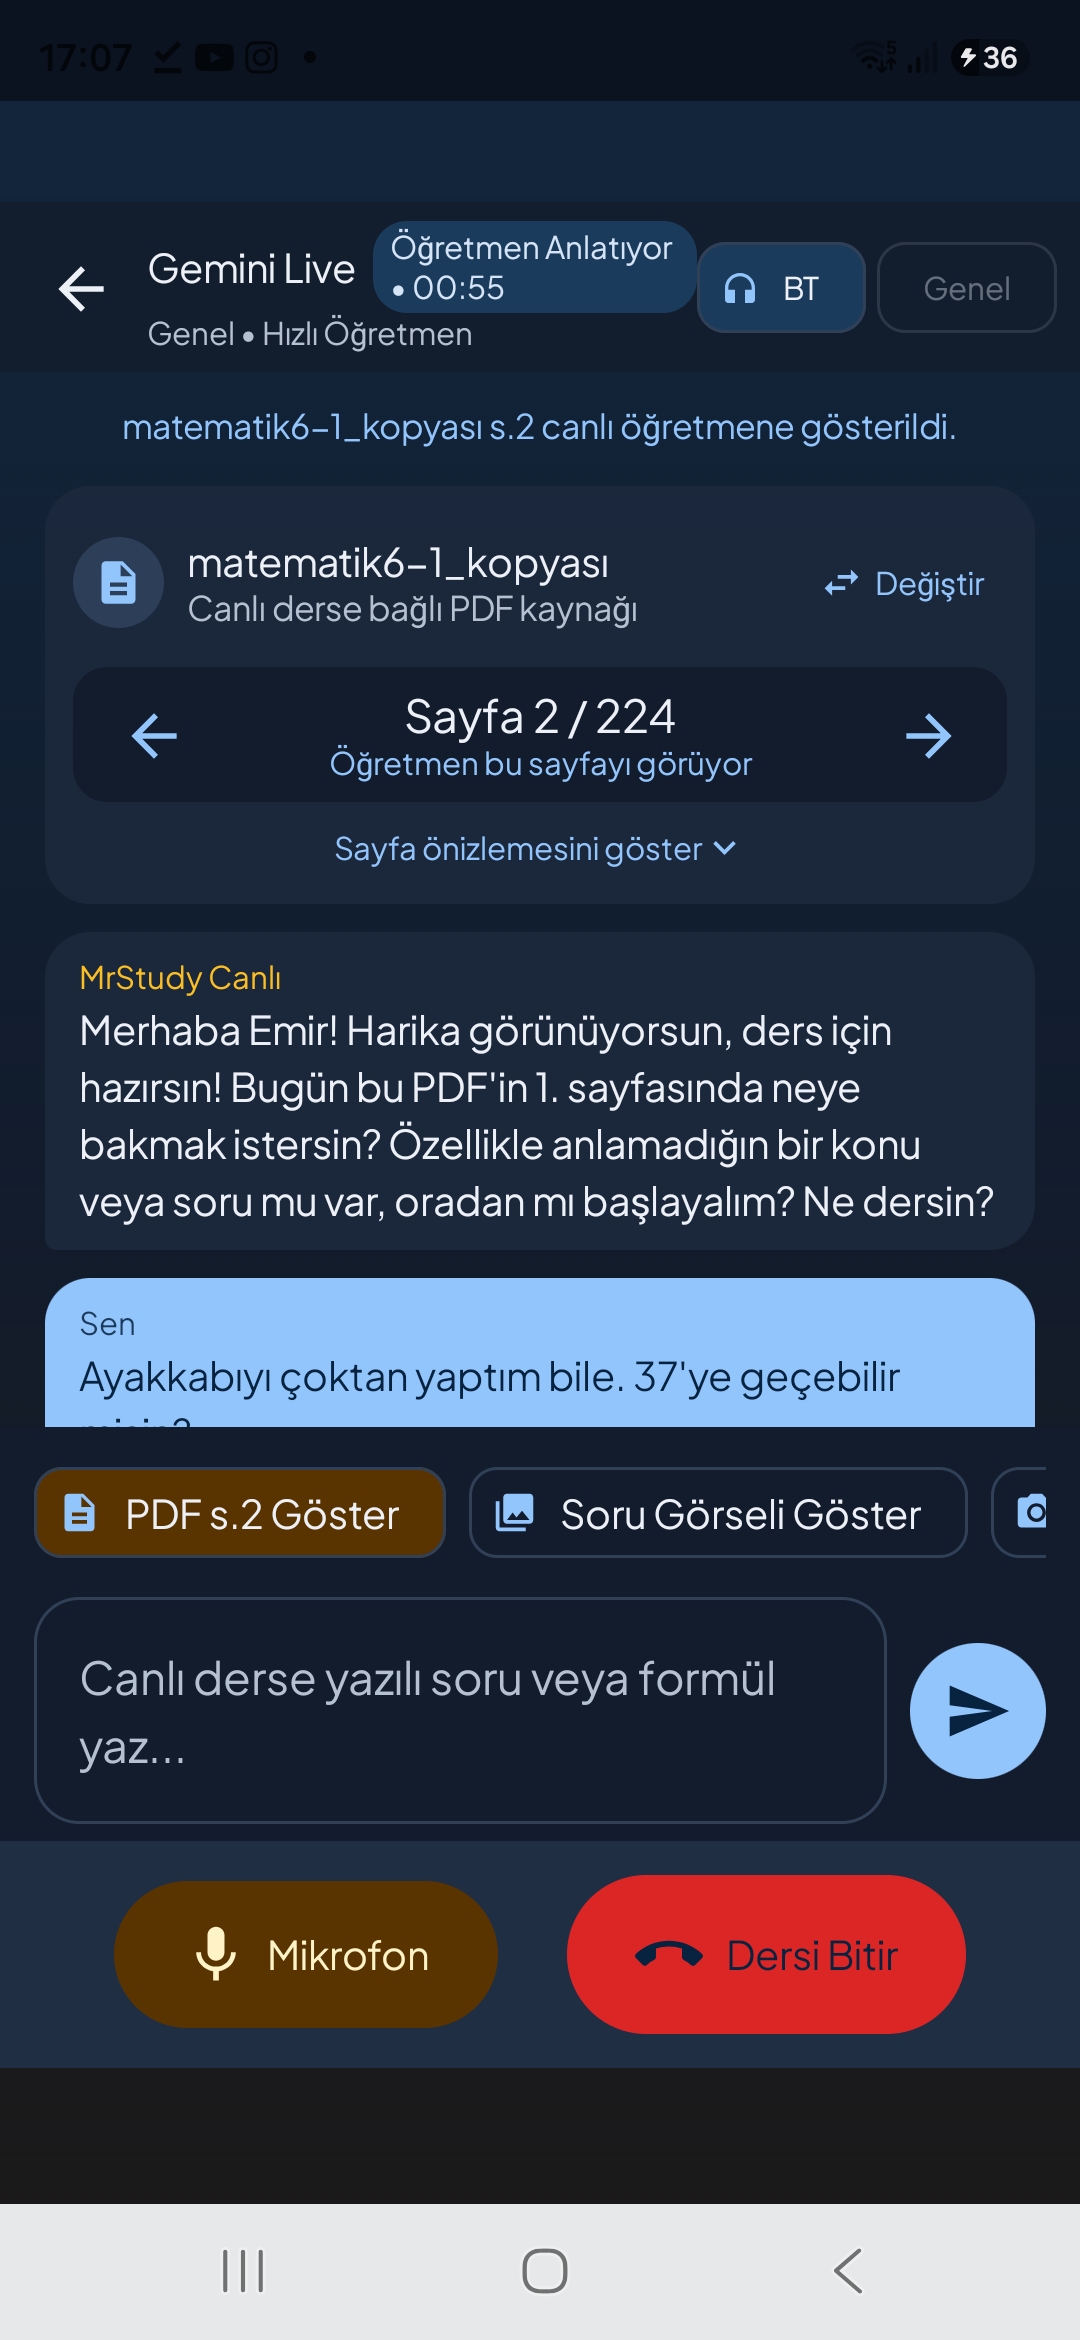 17:07
36
Gemini Live
Öğretmen Anlatıyor
• 00:55
BT
Genel
Genel • Hızlı Öğretmen
matematik6-1_kopyası s.2 canlı öğretmene gösterildi.
matematik6-1_kopyası
Canlı derse bağlı PDF kaynağı
Değiştir
Sayfa 2 / 224
Öğretmen bu sayfayı görüyor
Sayfa önizlemesini göster
MrStudy Canlı
Merhaba Emir! Harika görünüyorsun, ders için
hazırsın! Bugün bu PDF'in 1. sayfasında neye
bakmak istersin? Özellikle anlamadığın bir konu
veya soru mu var, oradan mı başlayalım? Ne dersin?
Sen
Ayakkabıyı çoktan yaptım bile. 37'ye geçebilir
PDF s.2 Göster
Soru Görseli Göster
Canlı derse yazılı soru veya formül
yaz...
Mikrofon
Dersi Bitir